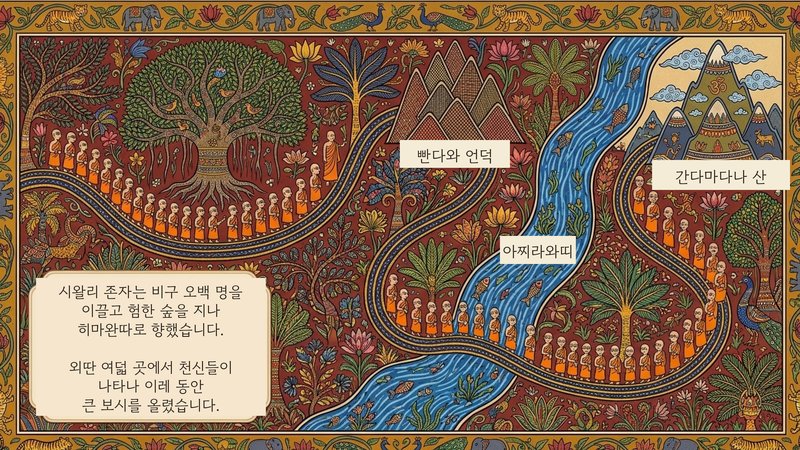 빤다와 언덕
간다마다나 산
아찌라와띠
시왈리 존자는 비구 오백 명을
이끌고 험한 숲을 지나
히마완따로 향했습니다.
외딴 여덟 곳에서 천신들이
나타나 이레 동안
큰 보시를 올렸습니다.